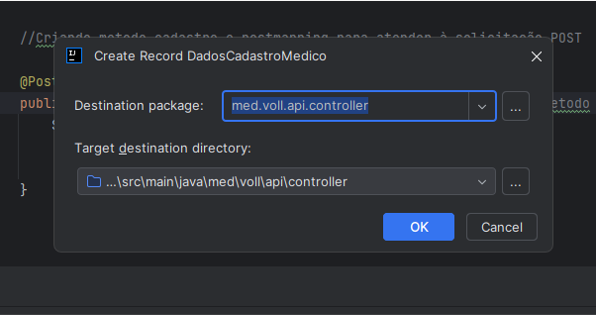 //Criando metodo cadastro e postmapping para atender à solicitação POST
Create Record DadosCadastroMedico
@Post
Destination package:
med.voll.api.controller
...
publi
etodo
Target destination directory:
...\src\main\java\med\voll\api\controller
...
}
OK
Cancel